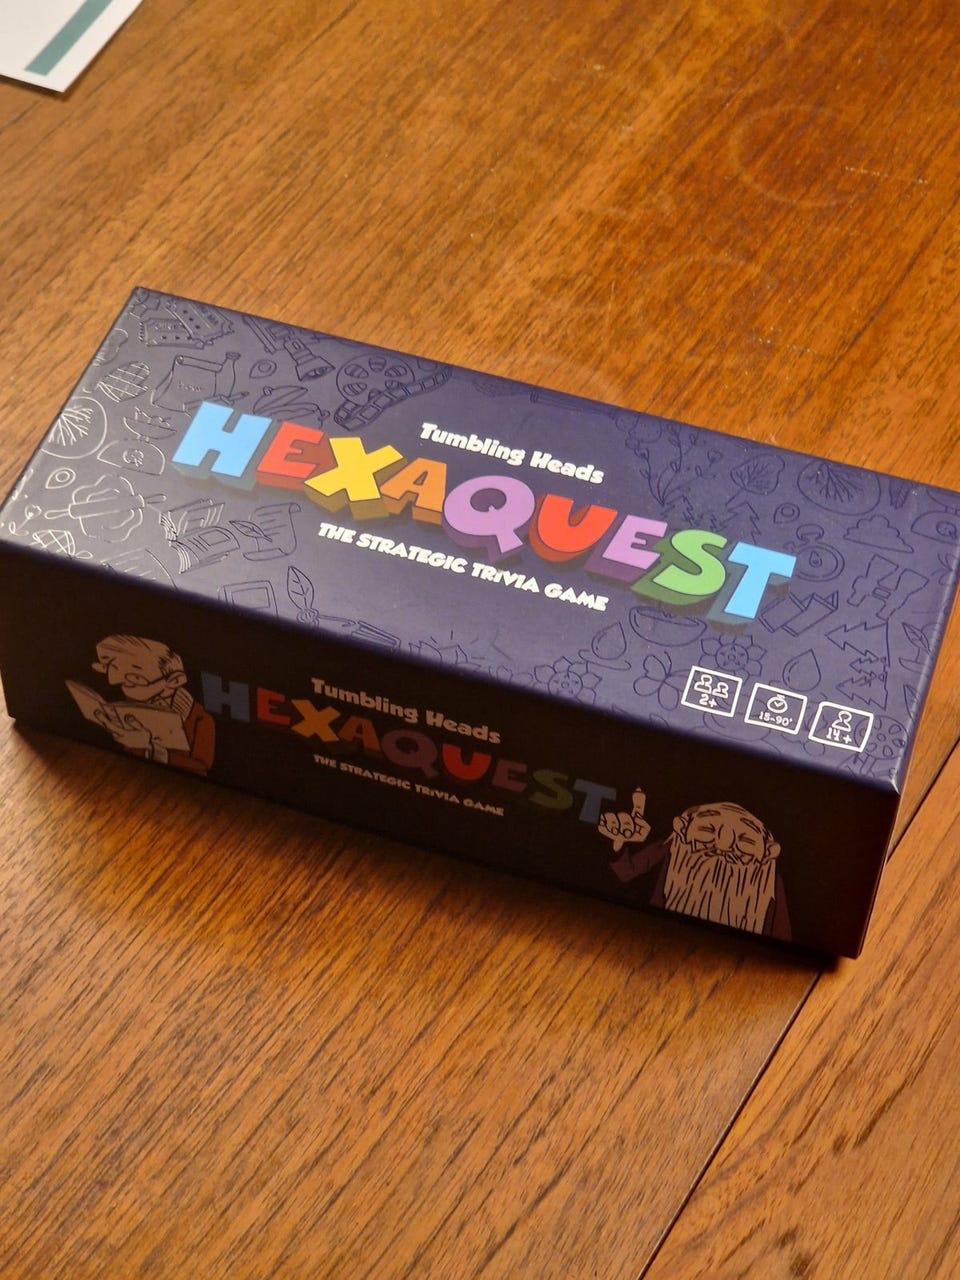 Tumbling Heads
HEXAQUEST
THE STRATEGIC TRIVIA GAME
2+
15-90'
14+
Tumbling Heads
HEXAQUEST
THE STRATEGIC TRIVIA GAME